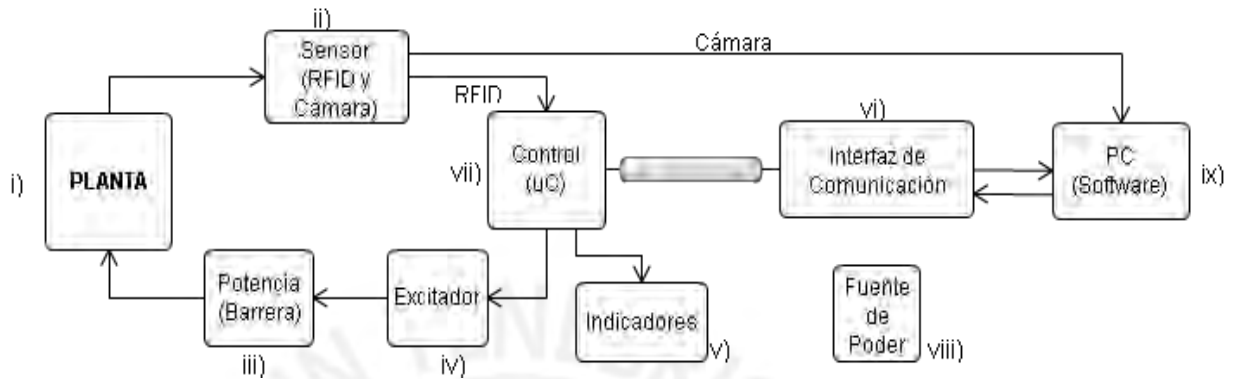 ii)
Sensor
(RFID y
Cámara)
Cámara
RFID
i)
PLANTA
vii)
Control
(uC)
vi)
Interfaz de
Comunicación
PC
(Software)
ix)
Potencia
(Barrera)
iii)
Excitador
iv)
Indicadores
v)
Fuente
de
Poder
viii)